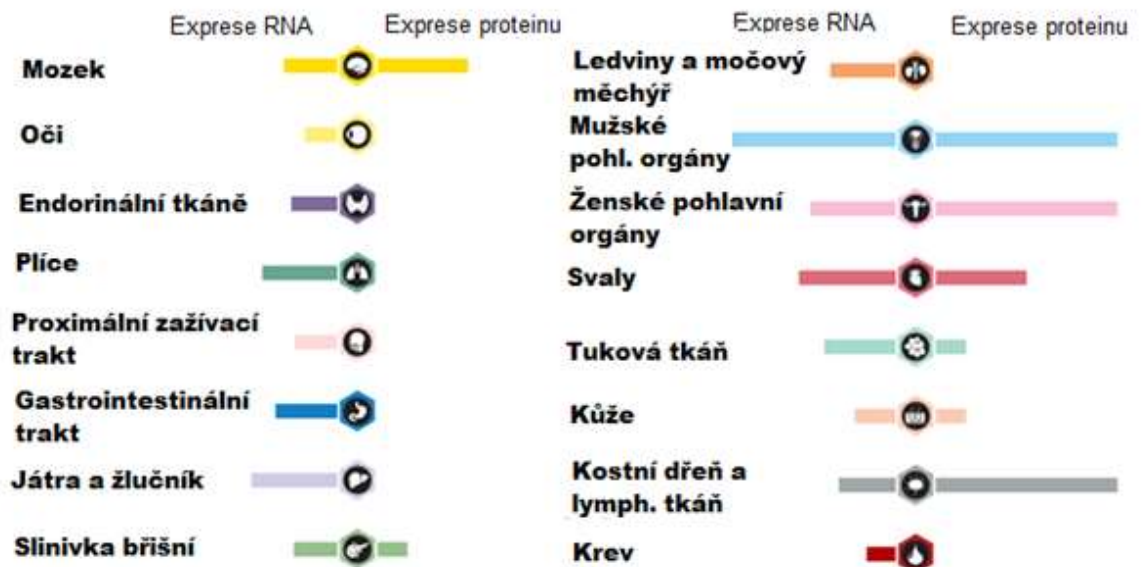 Exprese RNA
Exprese proteinu
Mozek
Oči
Endorinální tkáně
Plíce
Proximální zažívací
trakt
Gastrointestinální
trakt
Játra a žlučník
Slinivka břišní
Exprese RNA
Exprese proteinu
Ledviny a močový
měchýř
Mužské
pohl. orgány
Ženské pohlavní
orgány
Svaly
Tuková tkáň
Kůže
Kostní dřeň a
lymph. tkáň
Krev